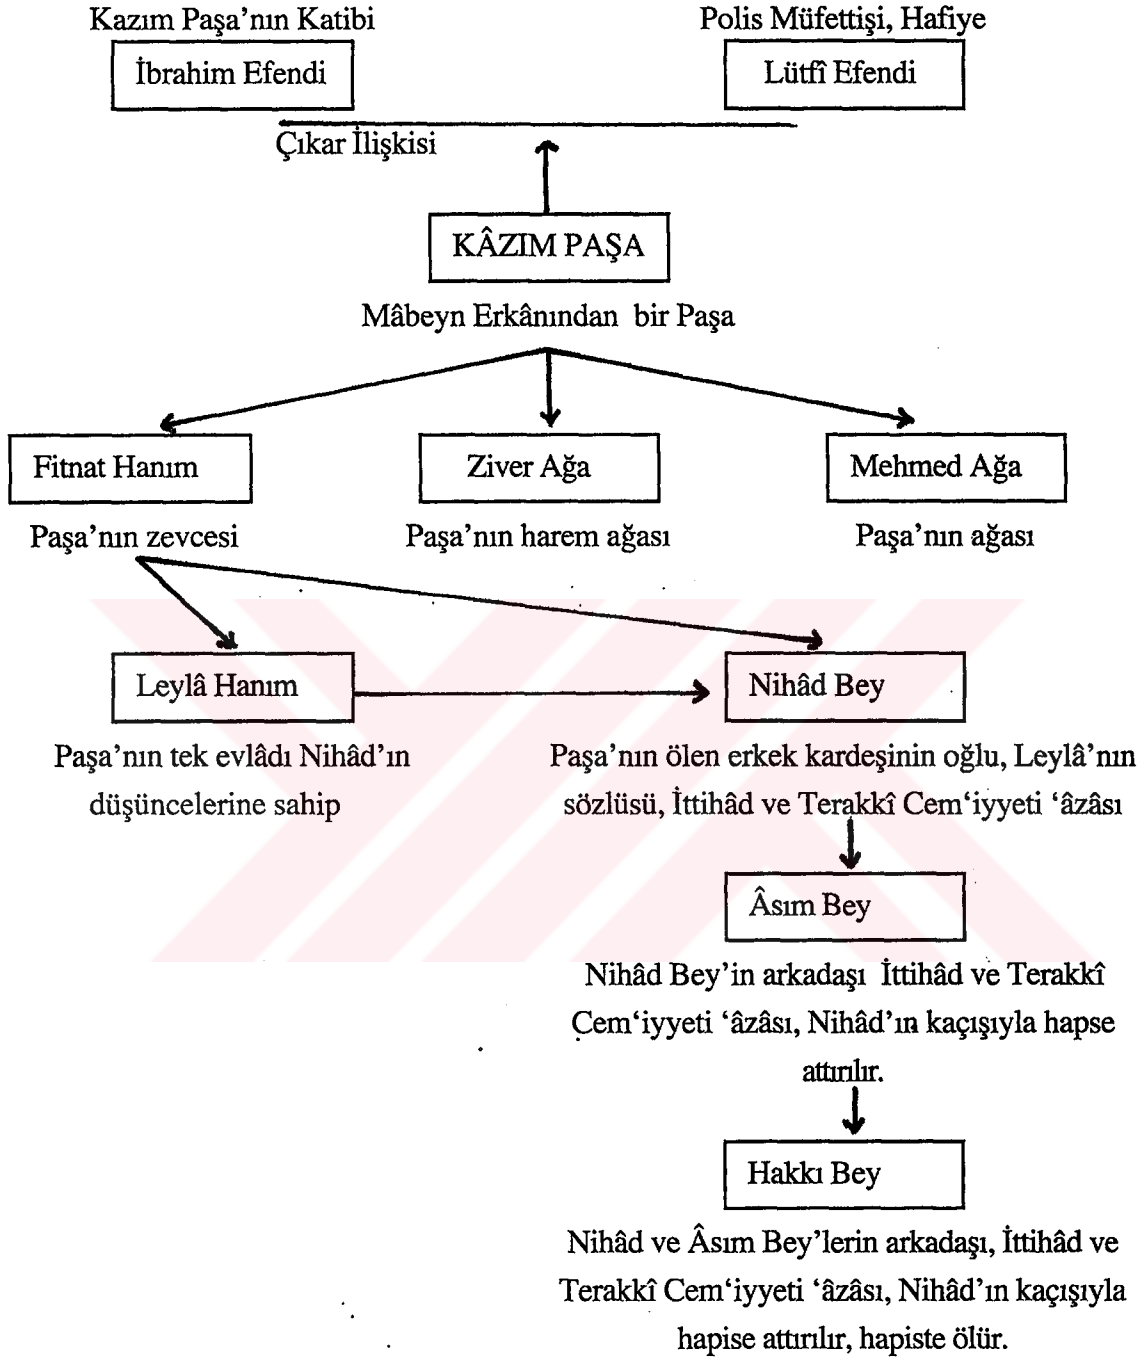 Kazım Paşa’nın Katibi
Polis Müfettişi, Hafiye
İbrahim Efendi
Lütfî Efendi
Çıkar İlişkisi
KÂZIM PAŞA
Mâbeyn Erkânından bir Paşa
Fitnat Hanım
Ziver Ağa
Mehmed Ağa
Paşa’nın zevcesi
Paşa’nın harem ağası
Paşa’nın ağası
Leylâ Hanım
Nihâd Bey
Paşa’nın tek evlâdı Nihâd’ın
düşüncelerine sahip
Paşa’nın ölen erkek kardeşinin oğlu, Leylâ’nın
sözlüsü, İttihâd ve Terakkî Cem‘iyyeti ‘âzâsı
Âsım Bey
Nihâd Bey’in arkadaşı İttihâd ve Terakkî
Cem‘iyyeti ‘âzâsı, Nihâd’ın kaçışıyla hapse
attırılır.
Hakkı Bey
Nihâd ve Âsım Bey’lerin arkadaşı, İttihâd ve
Terakkî Cem‘iyyeti ‘âzâsı, Nihâd’ın kaçışıyla
hapise attırılır, hapiste ölür.